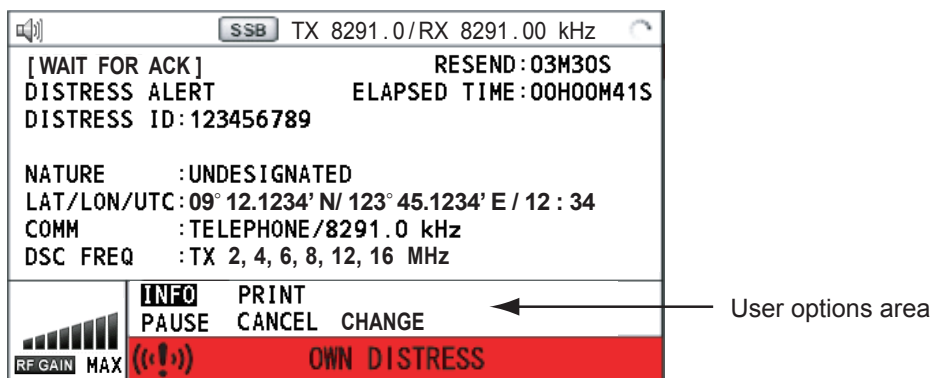 SSB TX 8291.0/RX 8291.00 kHz
[WAIT FOR ACK] RESEND:03M30S
DISTRESS ALERT ELAPSED TIME:00H00M41S
DISTRESS ID:123456789
NATURE :UNDESIGNATED
LAT/LON/UTC:09° 12.1234' N/ 123° 45.1234' E / 12 : 34
COMM :TELEPHONE/8291.0 kHz
DSC FREQ :TX 2, 4, 6, 8, 12, 16 MHz
INFO PRINT
PAUSE CANCEL CHANGE
User options area
RF GAIN MAX
OWN DISTRESS